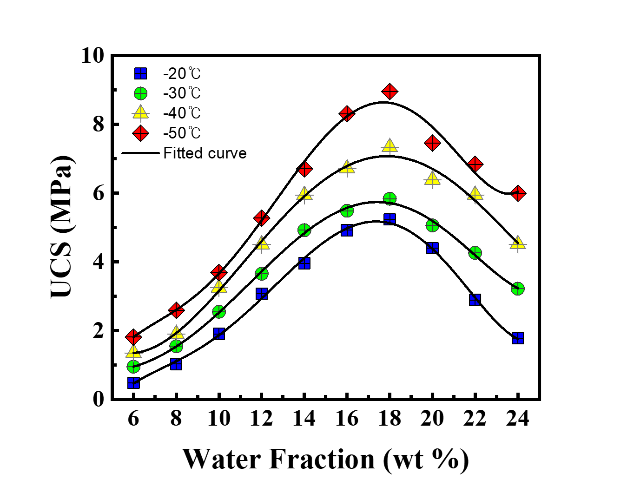 10
8
6
4
2
0
UCS (MPa)
-20℃
-30℃
-40℃
-50℃
Fitted curve
6 8 10 12 14 16 18 20 22 24
Water Fraction (wt %)